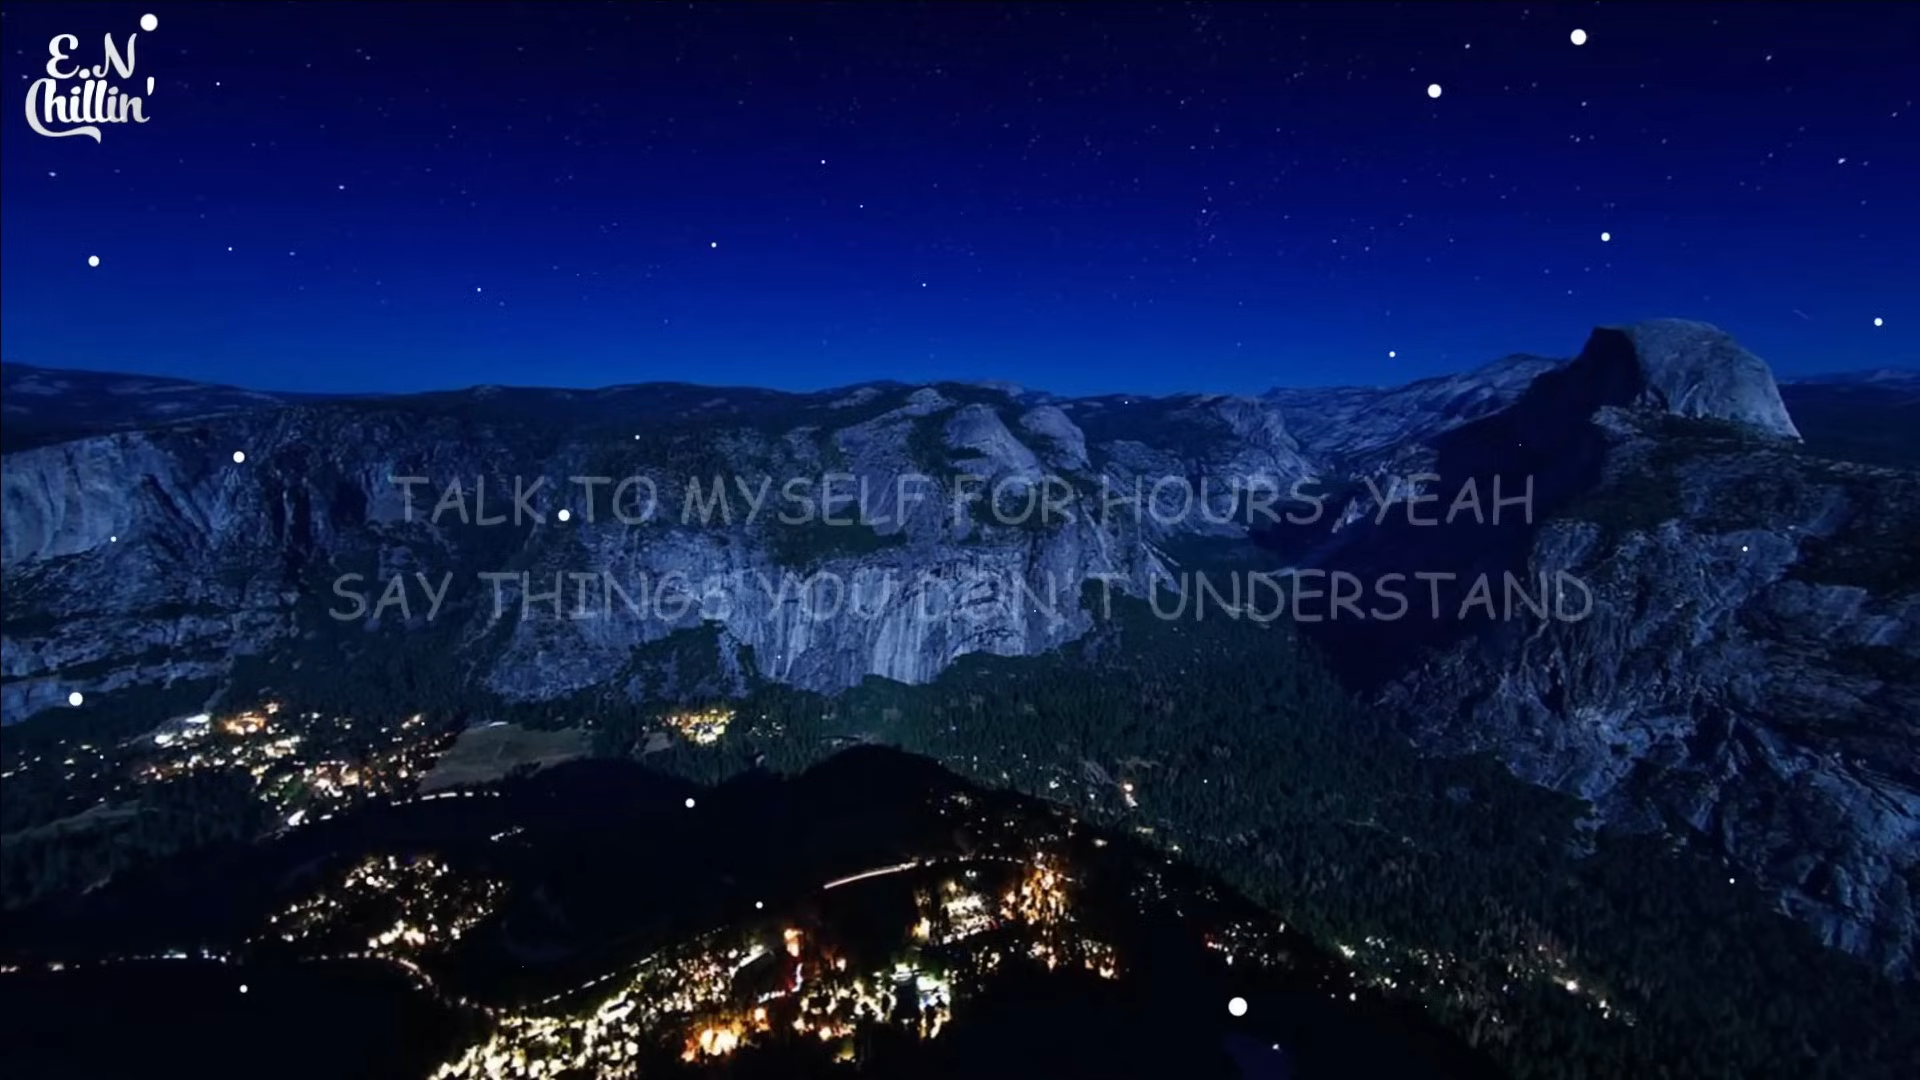 E.N
Chillin'
TALK TO MYSELF FOR HOURS, YEAH
SAY THINGS YOU DON'T UNDERSTAND